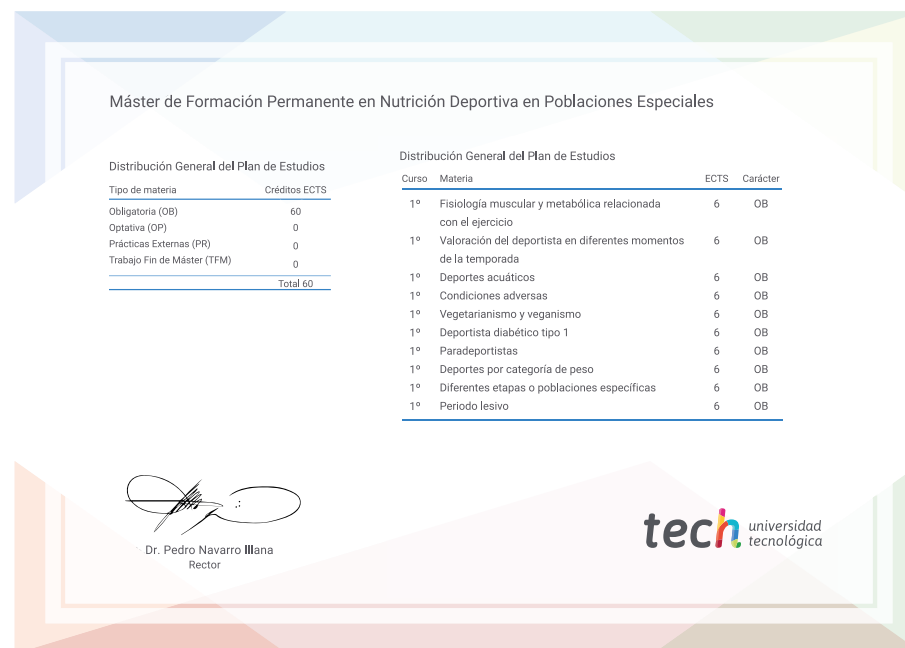 Máster de Formación Permanente en Nutrición Deportiva en Poblaciones Especiales
Distribución General del Plan de Estudios
Tipo de materia Créditos ECTS
Obligatoria (OB) 60
Optativa (OP) 0
Prácticas Externas (PR) 0
Trabajo Fin de Máster (TFM) 0
Total 60
Distribución General del Plan de Estudios
Curso Materia ECTS Carácter
1º Fisiología muscular y metabólica relacionada 6 OB
con el ejercicio
1º Valoración del deportista en diferentes momentos 6 OB
de la temporada
1º Deportes acuáticos 6 OB
1º Condiciones adversas 6 OB
1º Vegetarianismo y veganismo 6 OB
1º Deportista diabético tipo 1 6 OB
1º Paradeportistas 6 OB
1º Deportes por categoría de peso 6 OB
1º Diferentes etapas o poblaciones específicas 6 OB
1º Periodo lesivo 6 OB
Dr. Pedro Navarro Illana
Rector
tech universidad
tecnológica